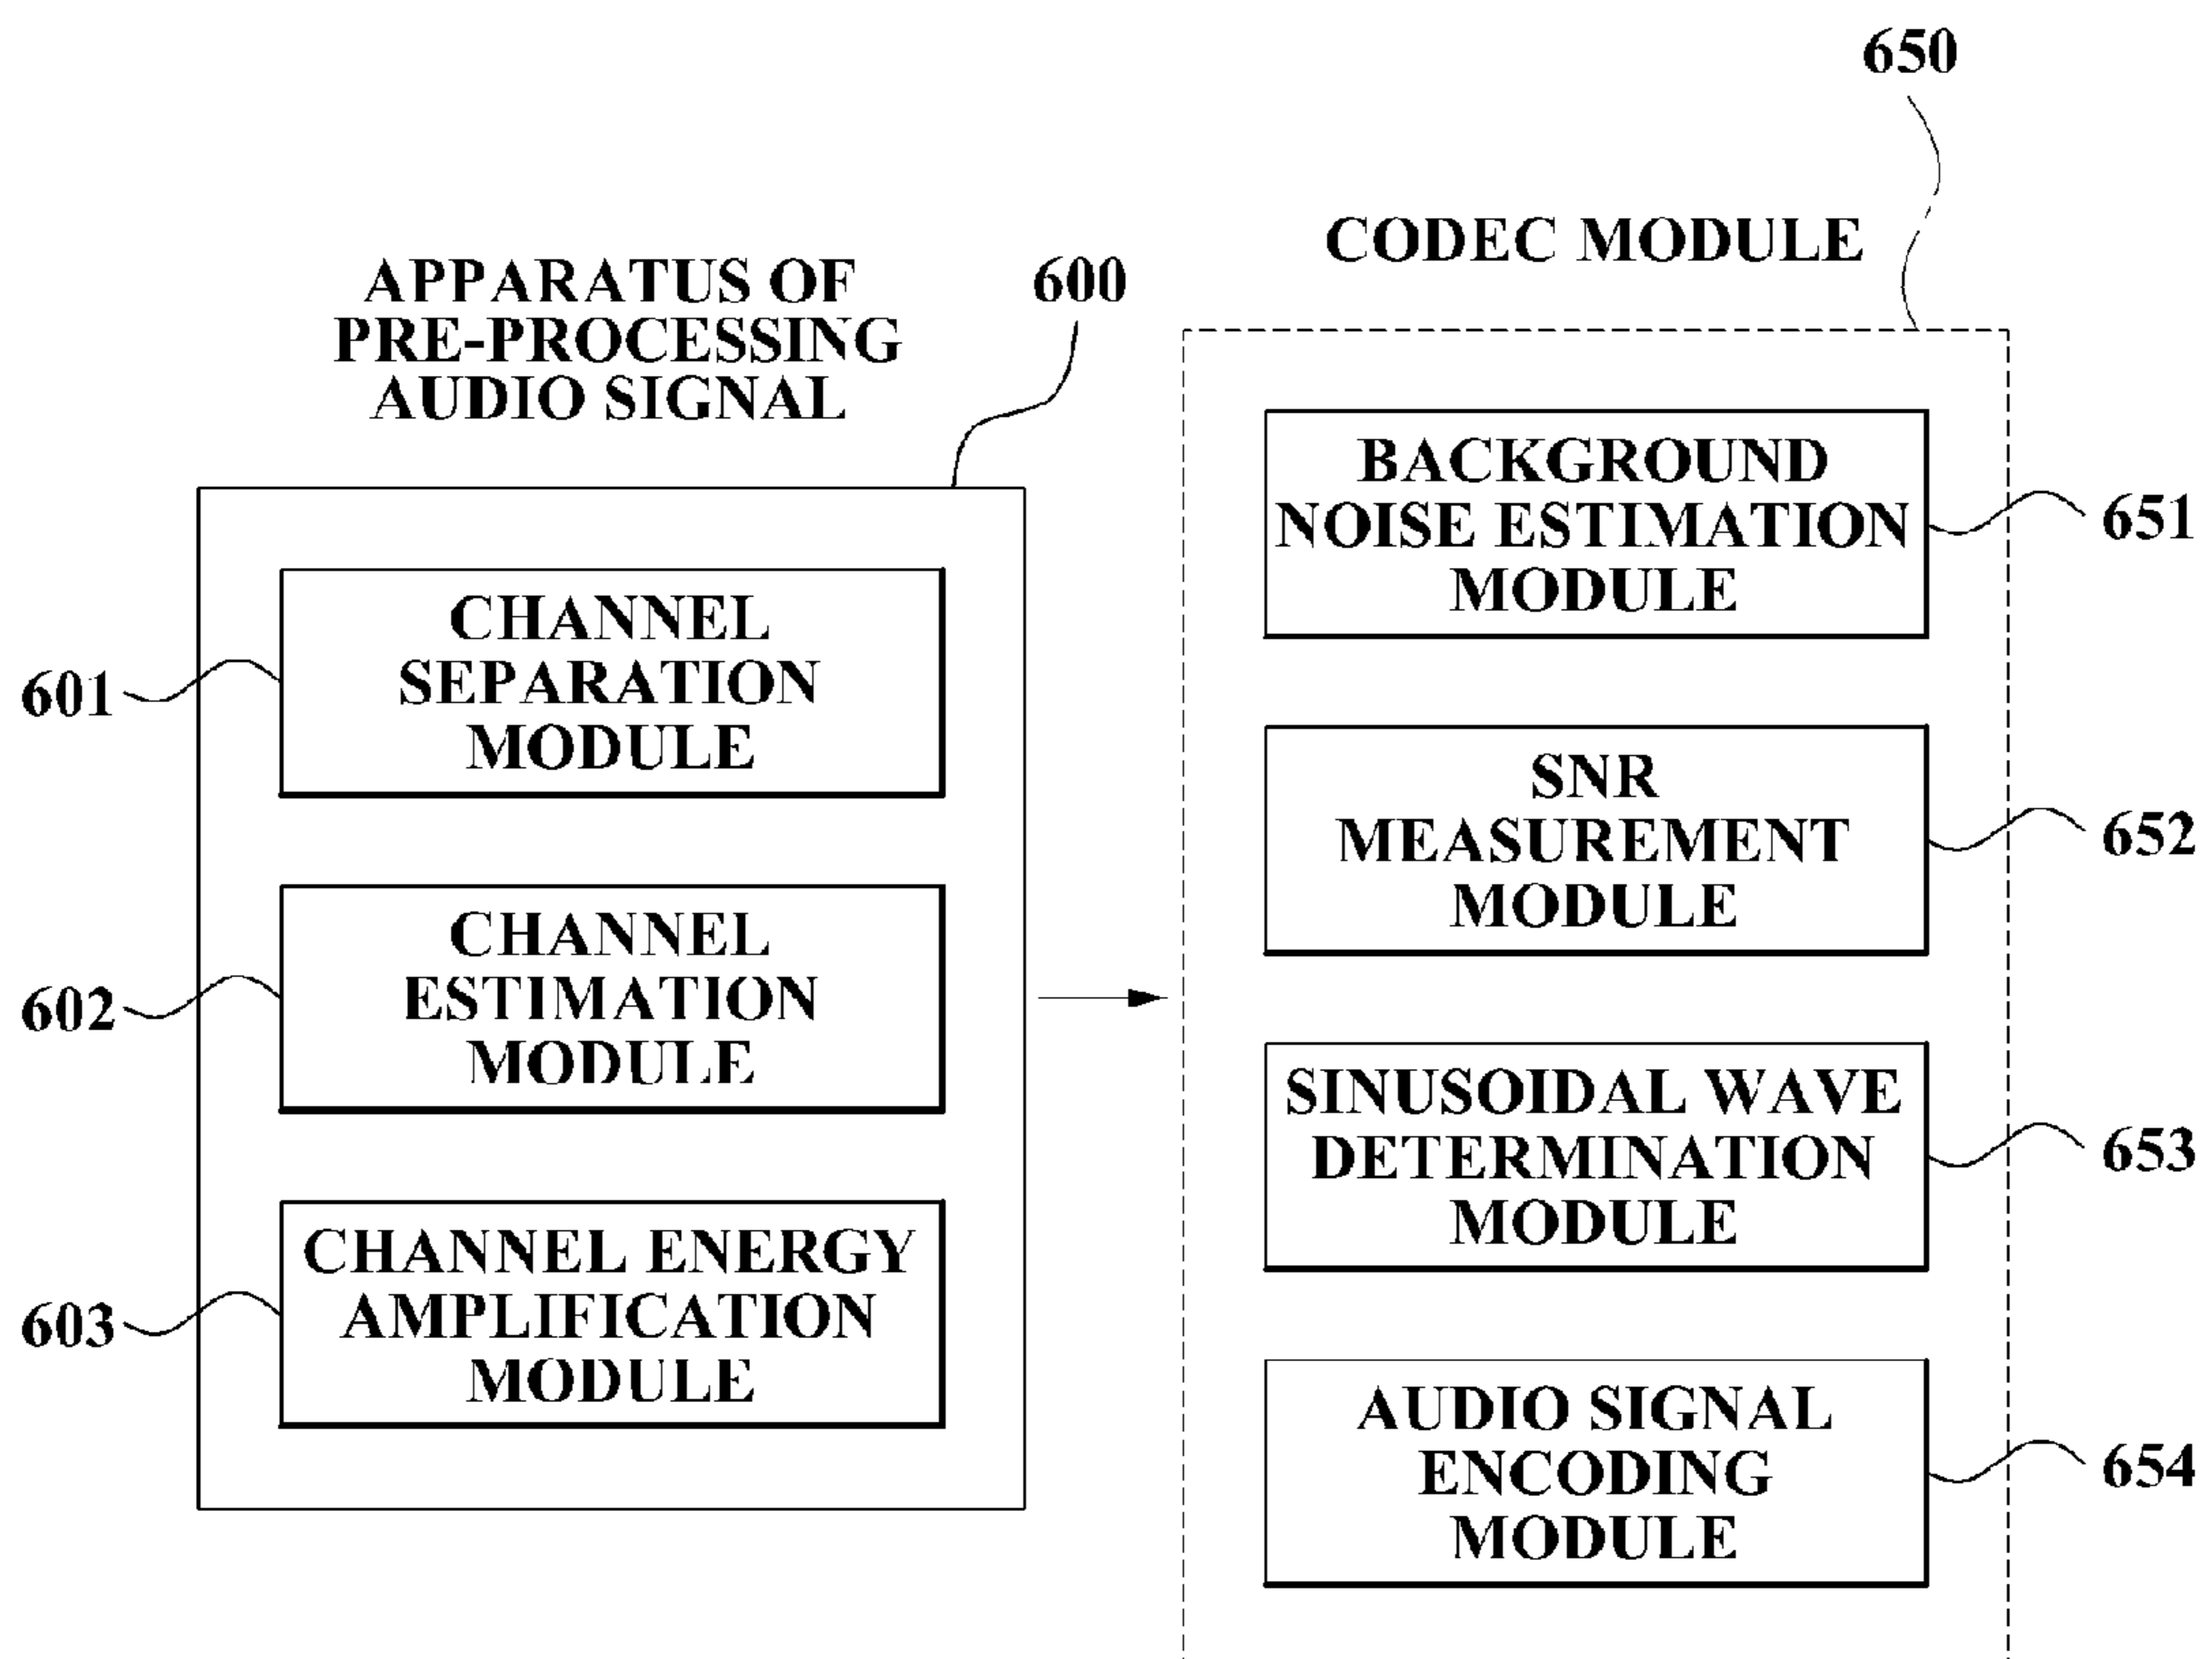 650
CODEC MODULE
APPARATUS OF
PRE-PROCESSING
AUDIO SIGNAL
600
CHANNEL
SEPARATION
MODULE
601
CHANNEL
ESTIMATION
MODULE
602
CHANNEL ENERGY
AMPLIFICATION
MODULE
603
BACKGROUND
NOISE ESTIMATION
MODULE
651
SNR
MEASUREMENT
MODULE
652
SINUSOIDAL WAVE
DETERMINATION
MODULE
653
AUDIO SIGNAL
ENCODING
MODULE
654